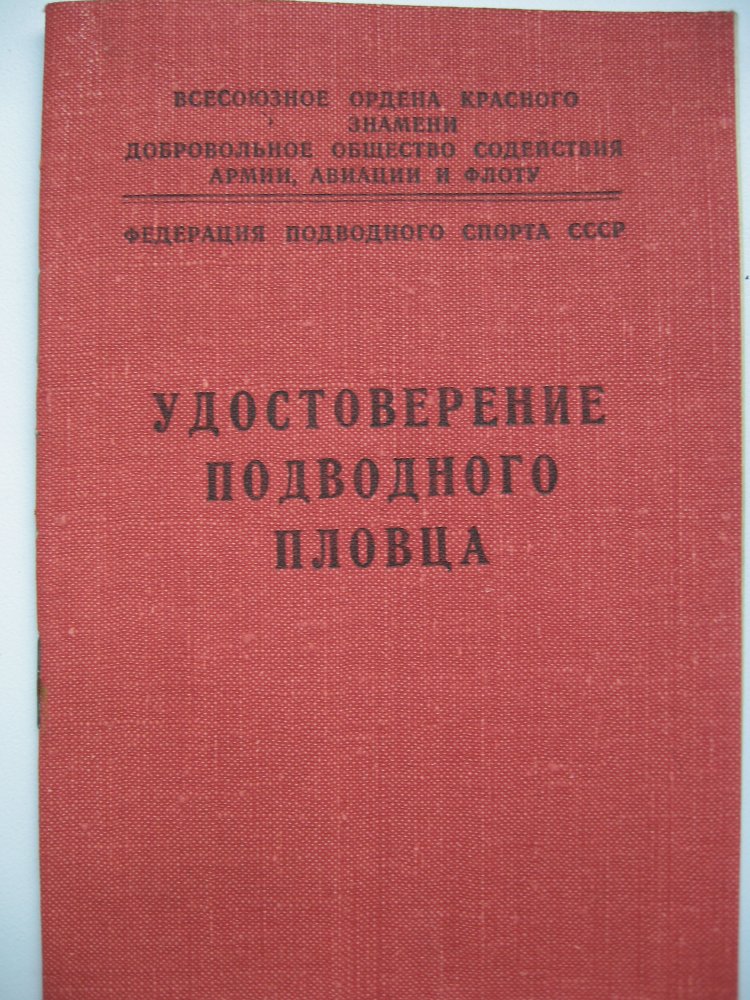 ВСЕСОЮЗНОЕ ОРДЕНА КРАСНОГО
ЗНАМЕНИ
ДОБРОВОЛЬНОЕ ОБЩЕСТВО СОДЕЙСТВИЯ
АРМИИ, АВИАЦИИ И ФЛОТУ
ФЕДЕРАЦИЯ ПОДВОДНОГО СПОРТА СССР
УДОСТОВЕРЕНИЕ
ПОДВОДНОГО
ПЛОВЦА